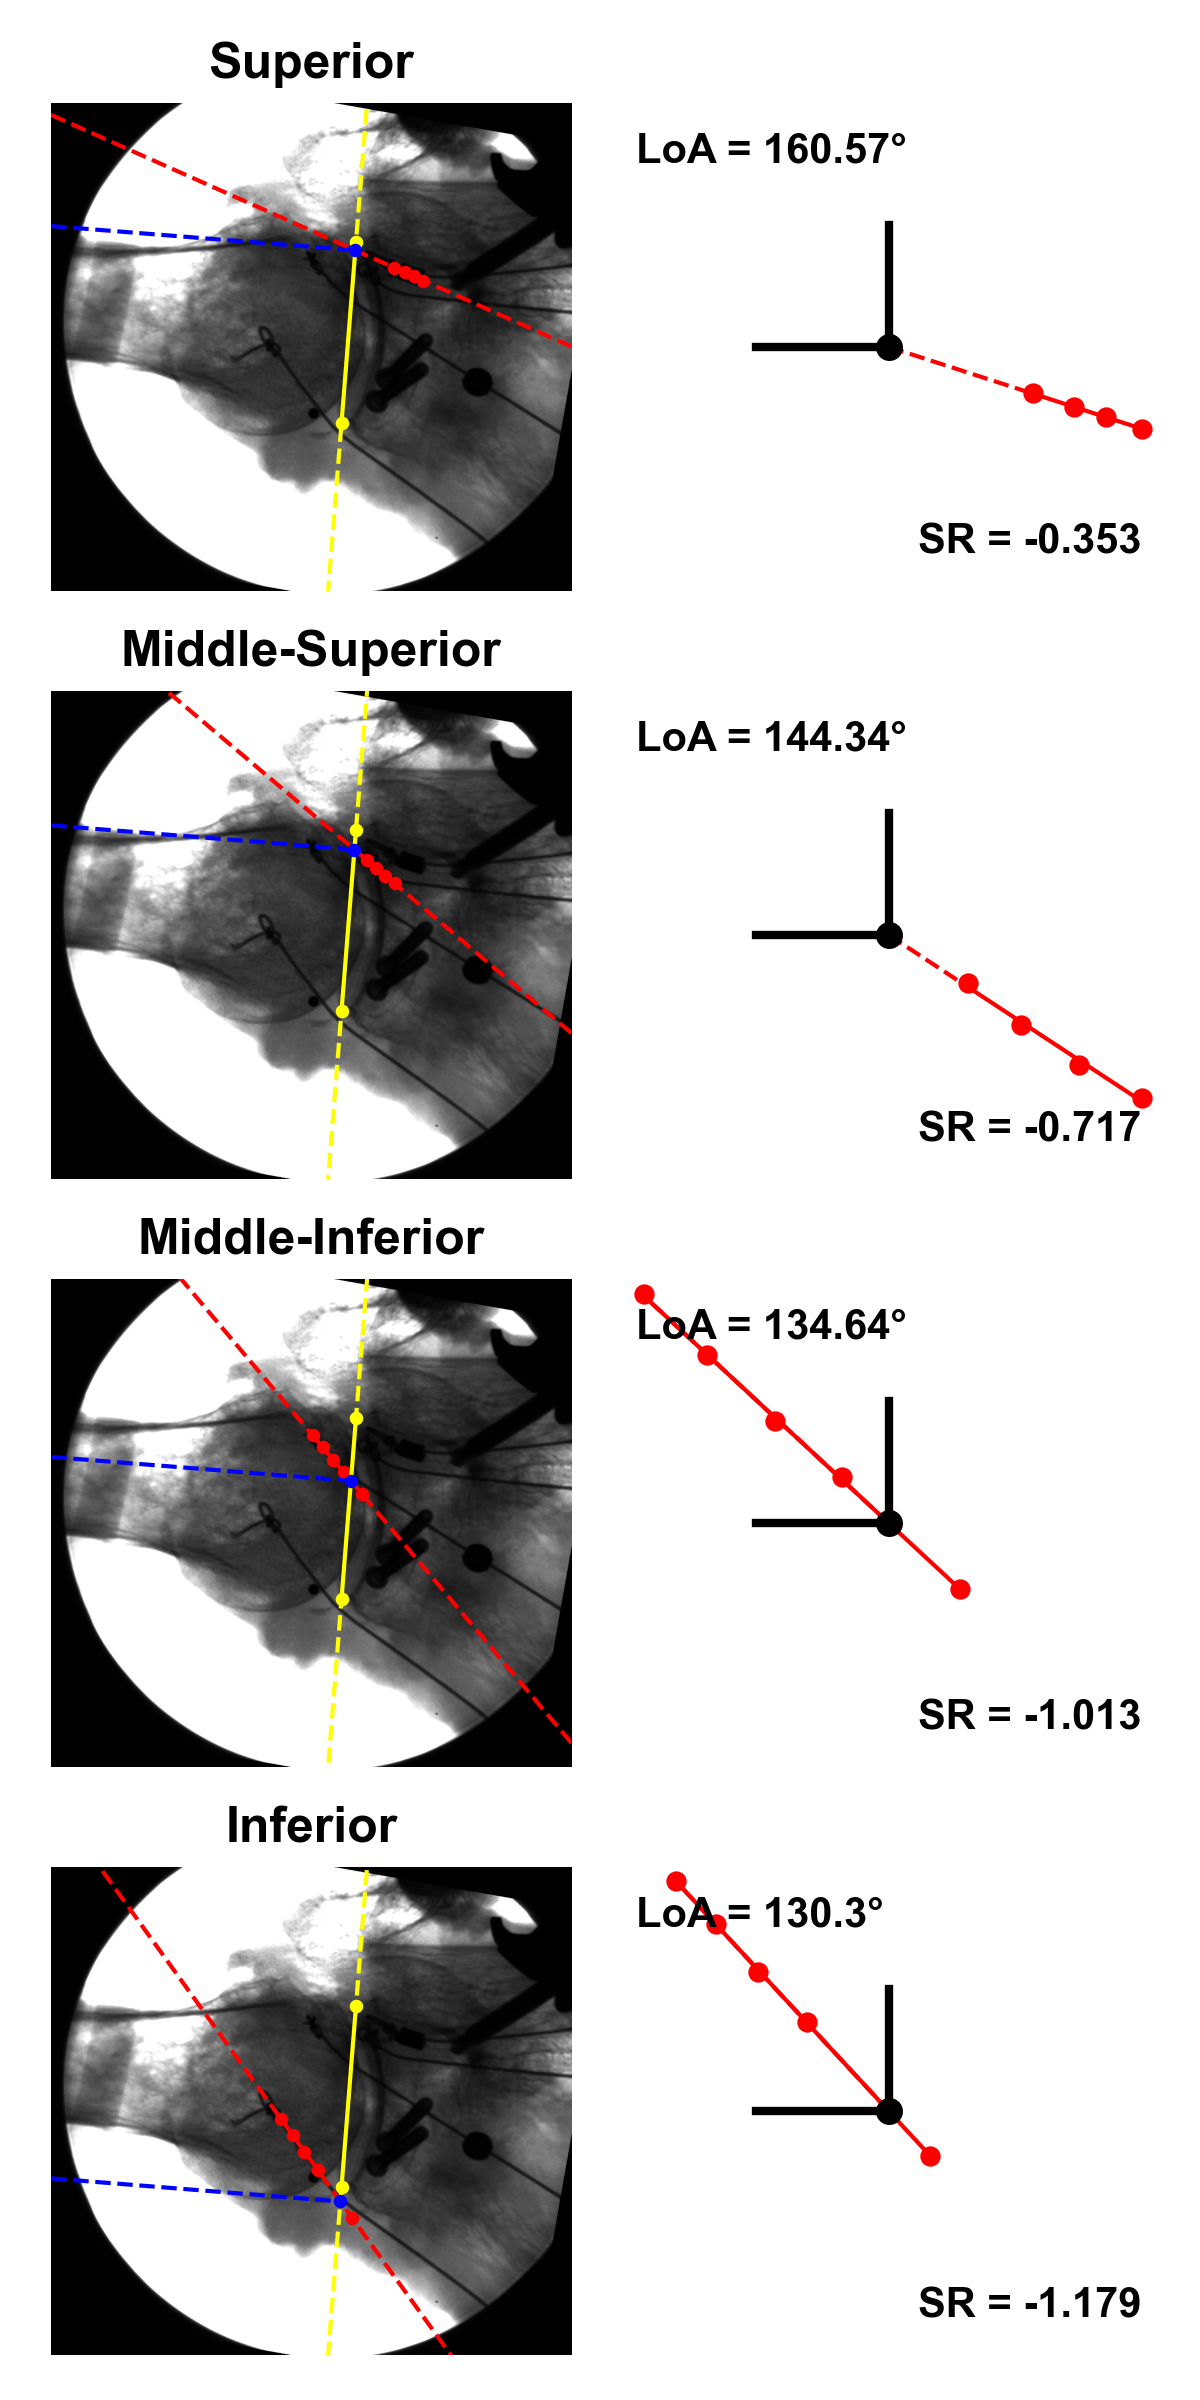 Superior
LoA = 160.57°
SR = -0.353
Middle-Superior
LoA = 144.34°
SR = -0.717
Middle-Inferior
LoA = 134.64°
SR = -1.013
Inferior
LoA = 130.3°
SR = -1.179